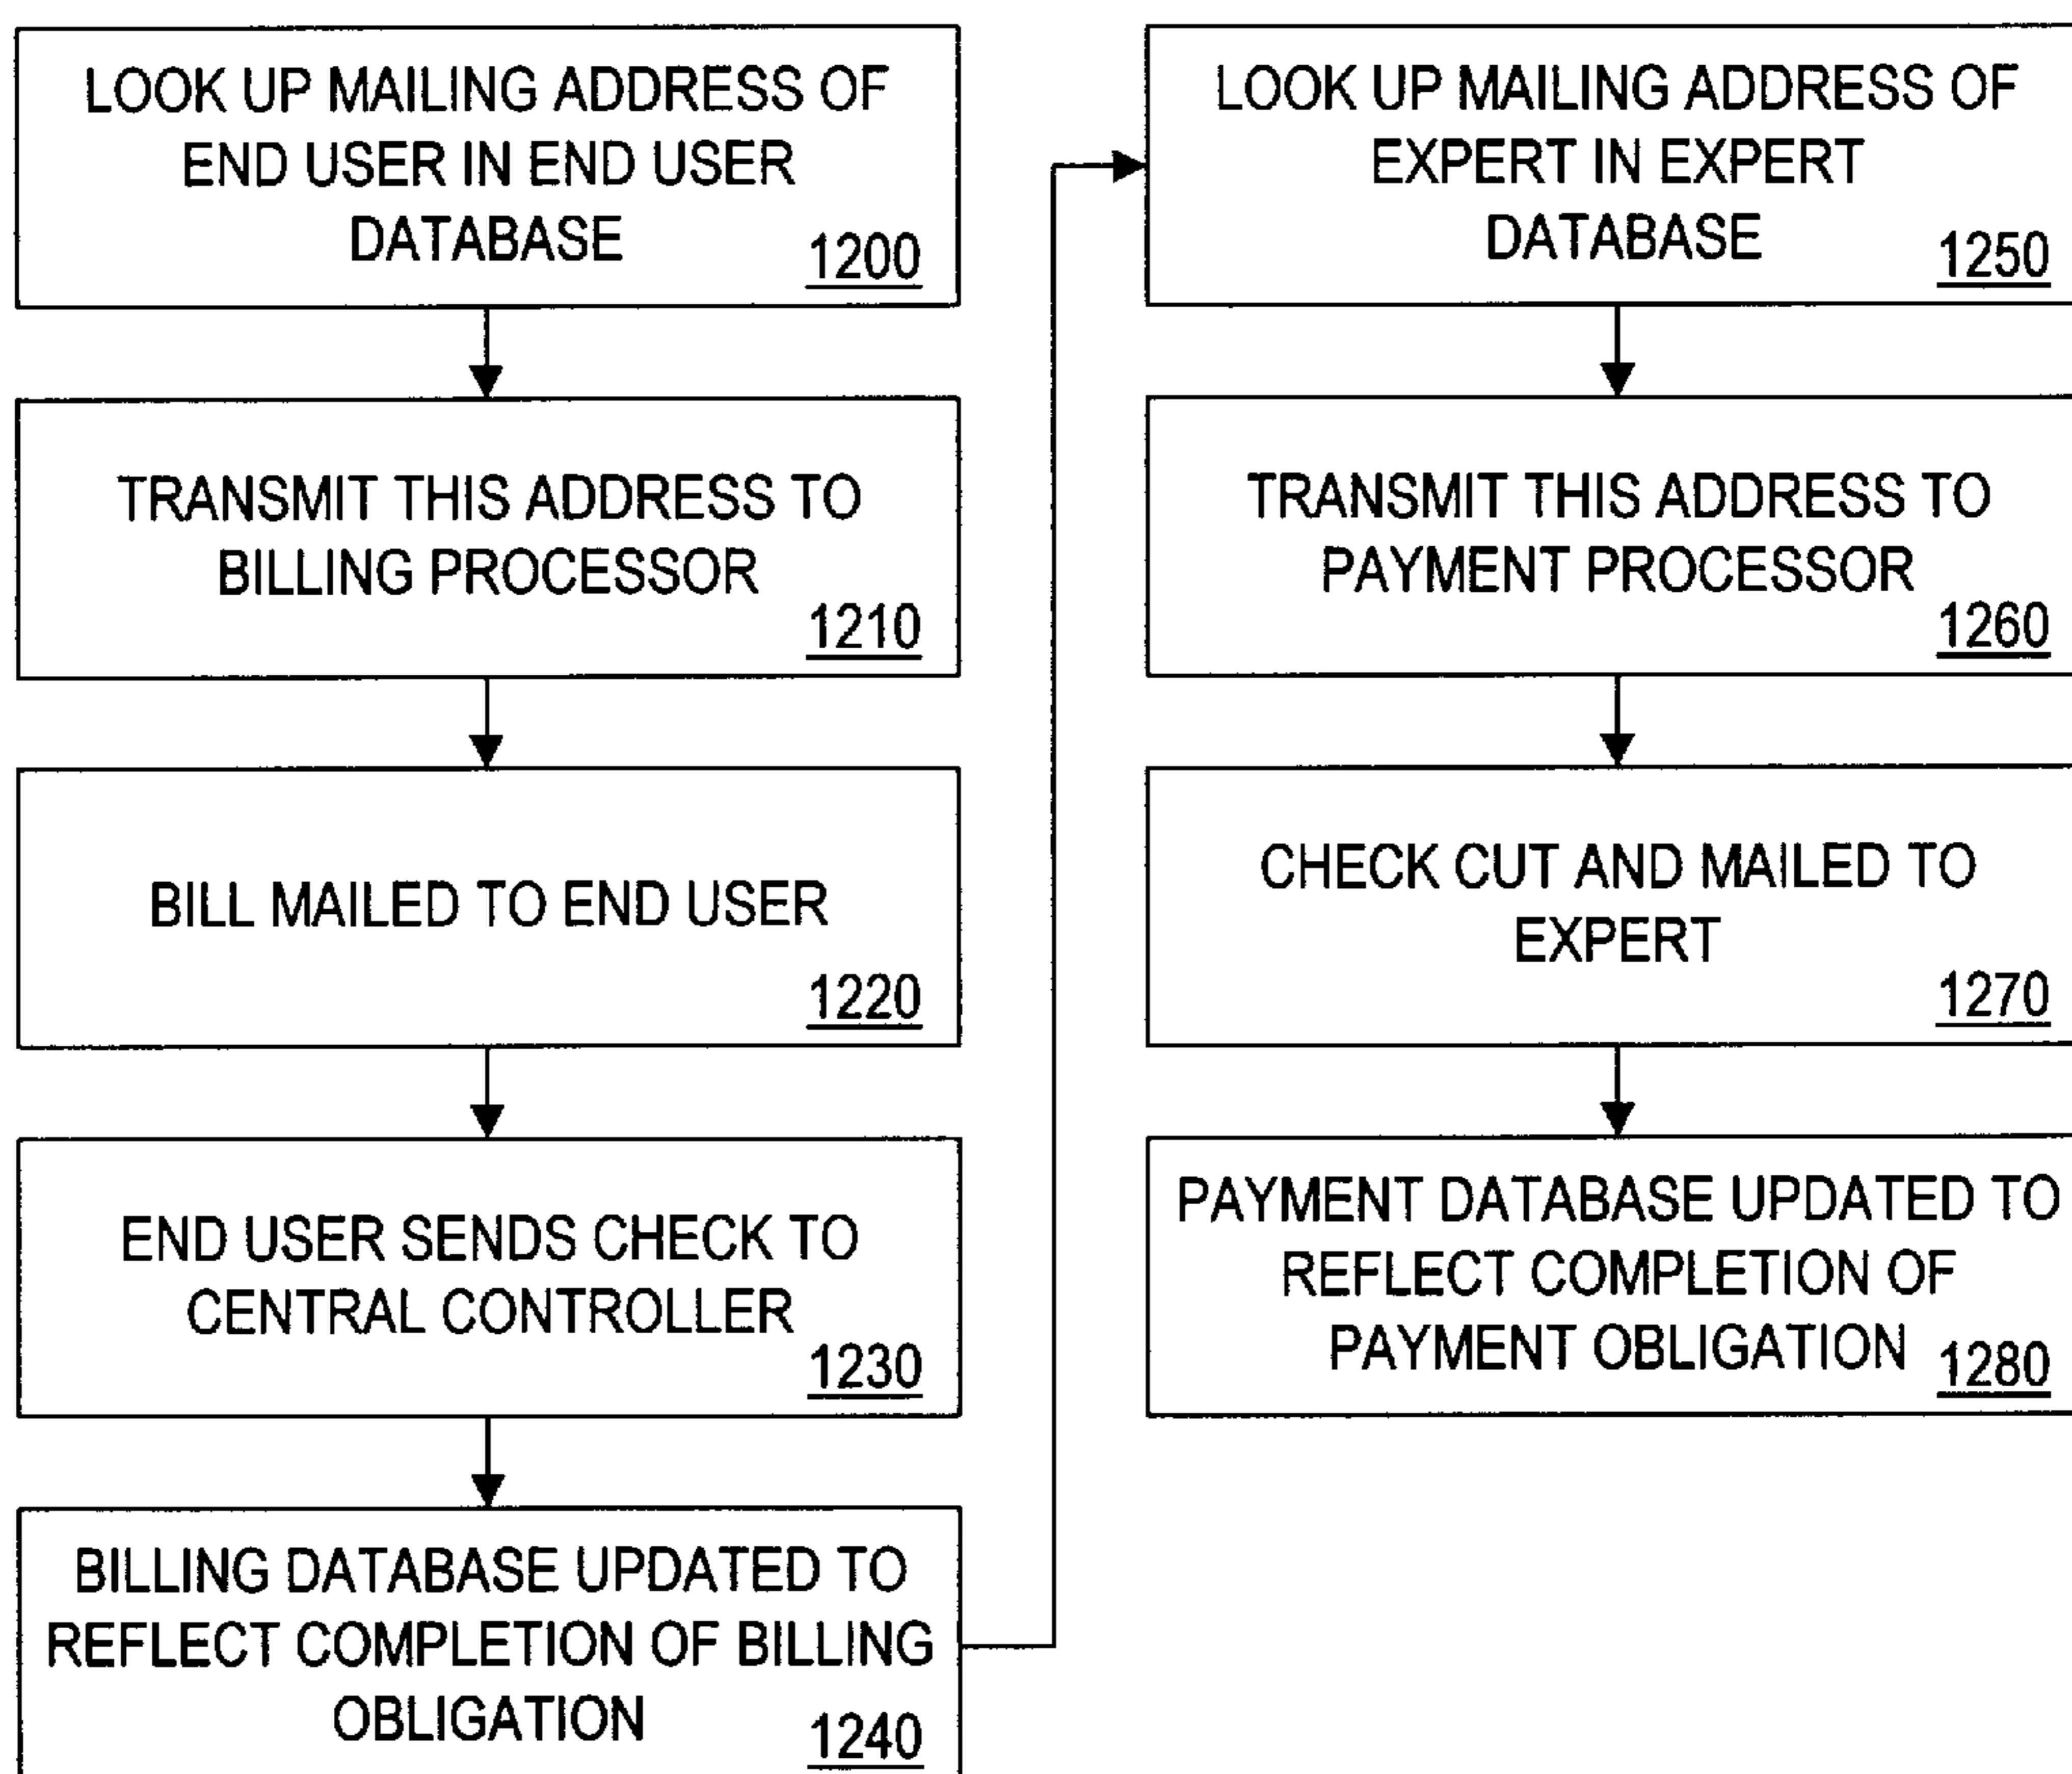 LOOK UP MAILING ADDRESS OF
END USER IN END USER
DATABASE
1200
TRANSMIT THIS ADDRESS TO
BILLING PROCESSOR
1210
BILL MAILED TO END USER
1220
END USER SENDS CHECK TO
CENTRAL CONTROLLER
1230
BILLING DATABASE UPDATED TO
REFLECT COMPLETION OF BILLING
OBLIGATION
1240
LOOK UP MAILING ADDRESS OF
EXPERT IN EXPERT
DATABASE
1250
TRANSMIT THIS ADDRESS TO
PAYMENT PROCESSOR
1260
CHECK CUT AND MAILED TO
EXPERT
1270
PAYMENT DATABASE UPDATED TO
REFLECT COMPLETION OF
PAYMENT OBLIGATION
1280